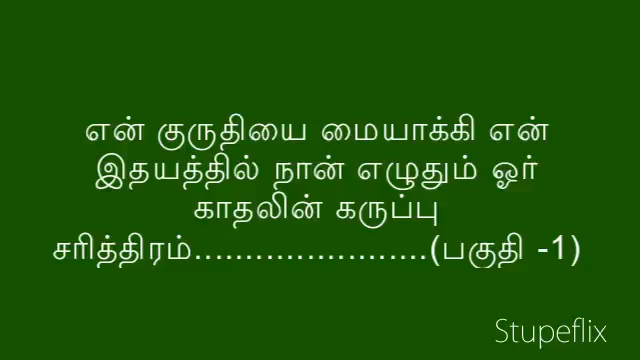 என் குருதியை மையாக்கி என்
இதயத்தில் நான் எழுதும் ஓர்
காதலின் கருப்பு
சரித்திரம்.......................(பகுதி -1)
Stupeflix